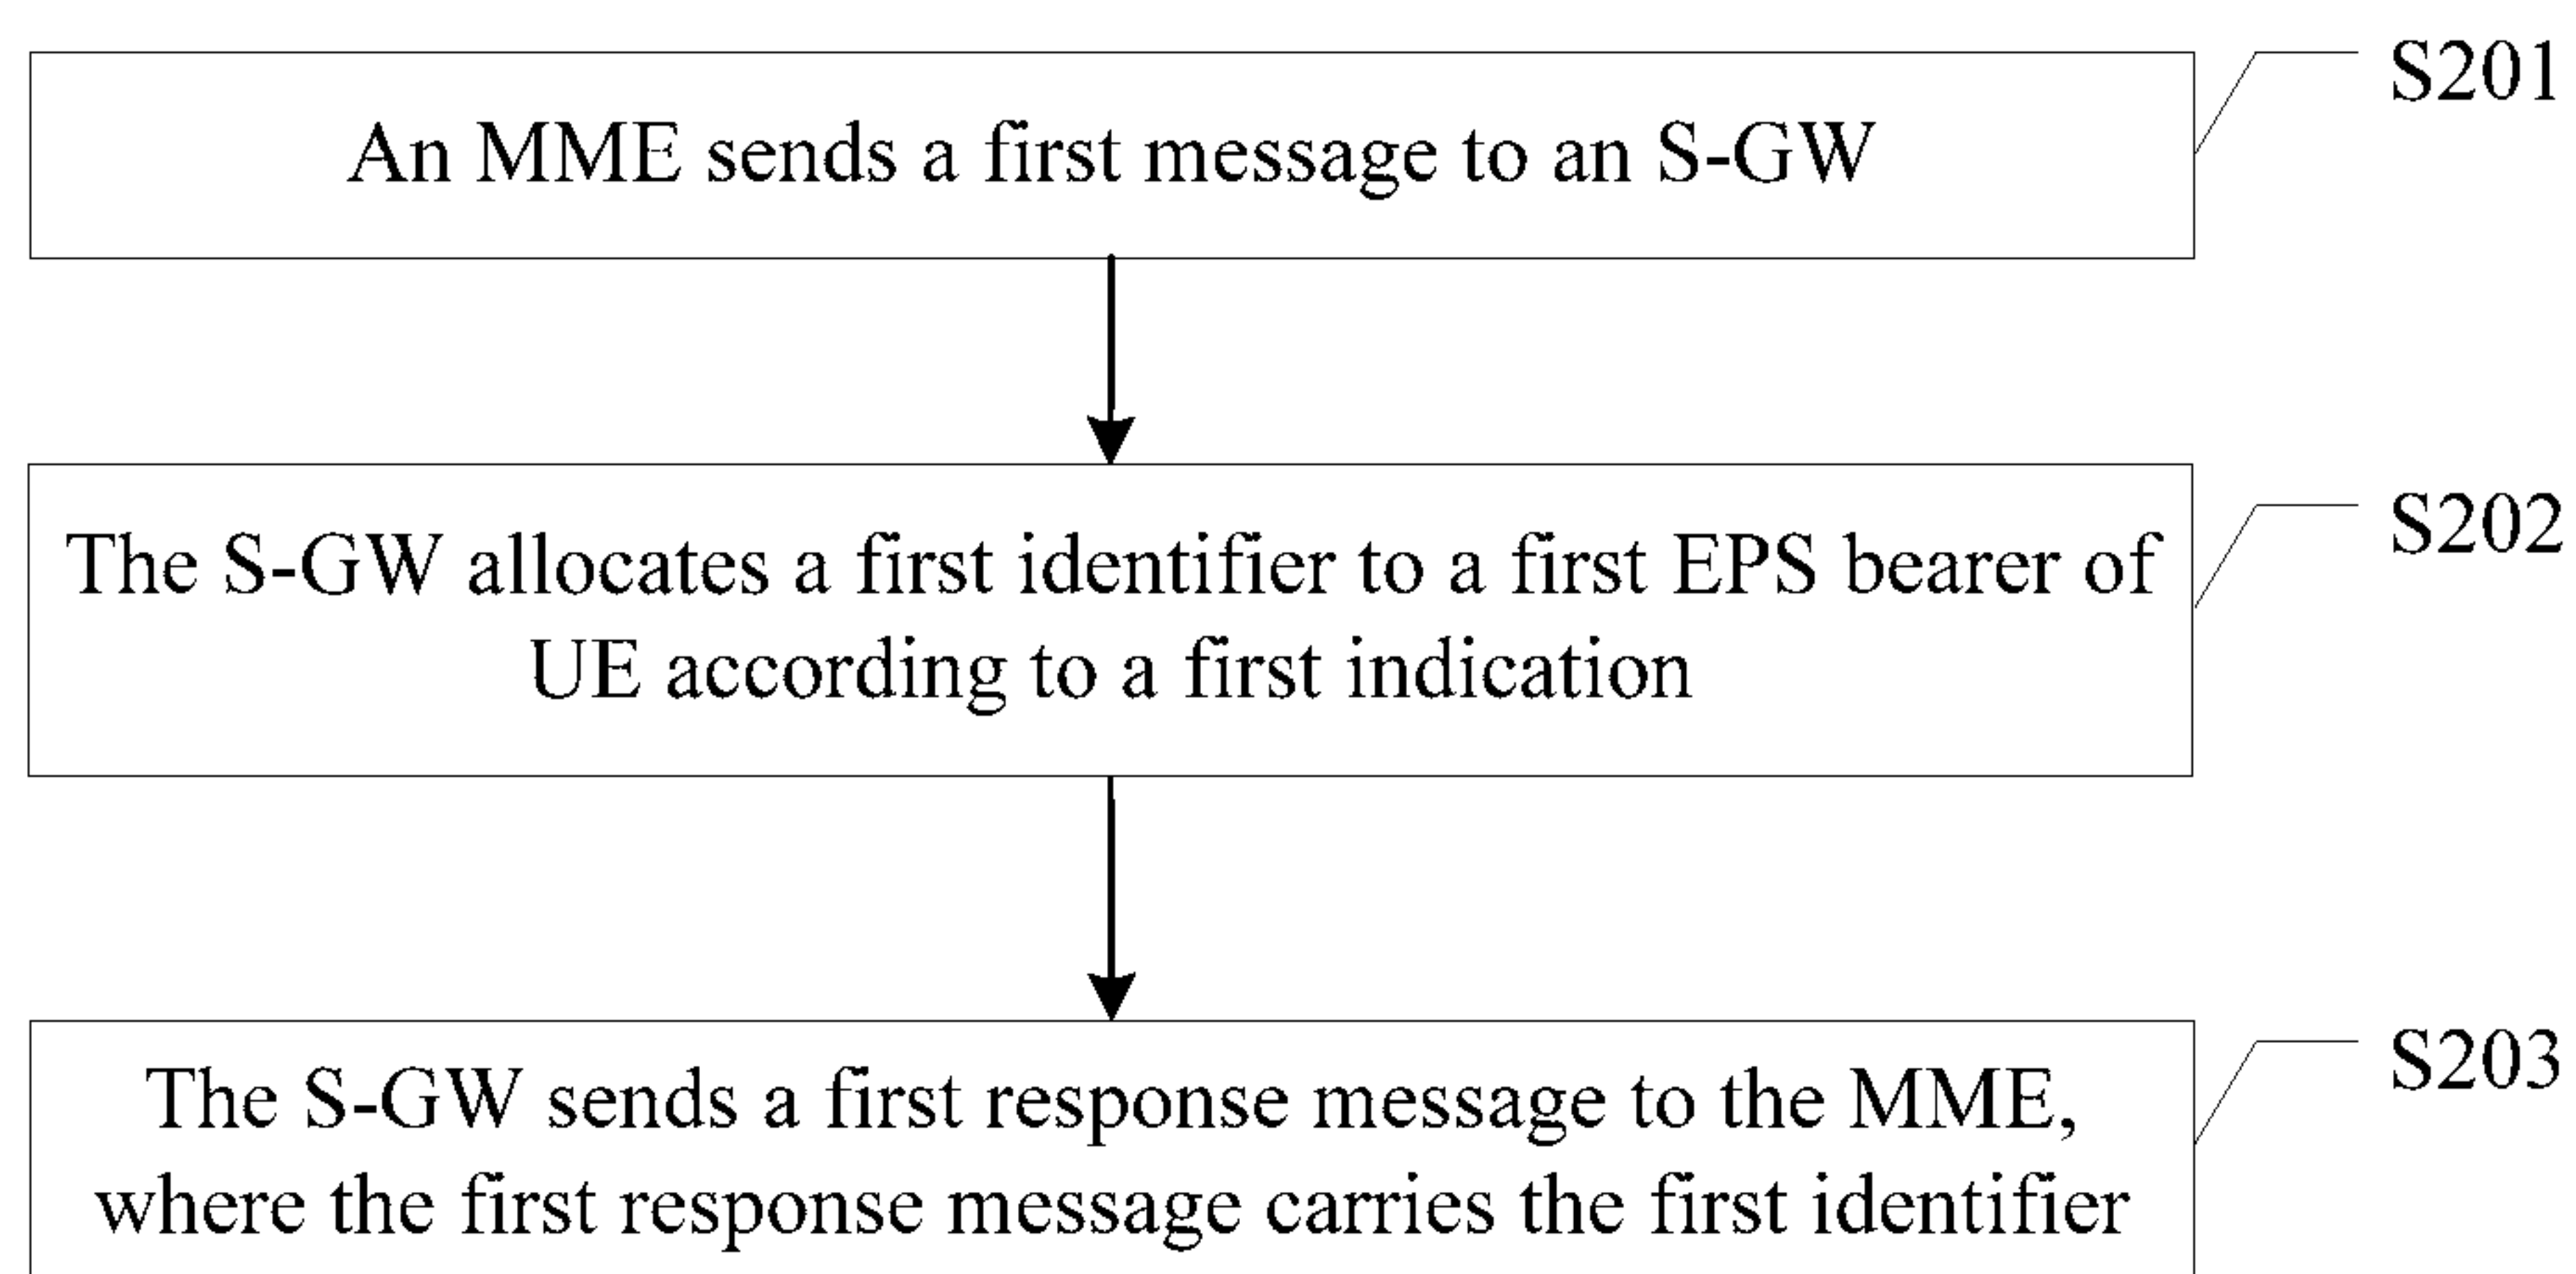 An MME sends a first message to an S-GW
S201
The S-GW allocates a first identifier to a first EPS bearer of
UE according to a first indication
S202
The S-GW sends a first response message to the MME,
where the first response message carries the first identifier
S203